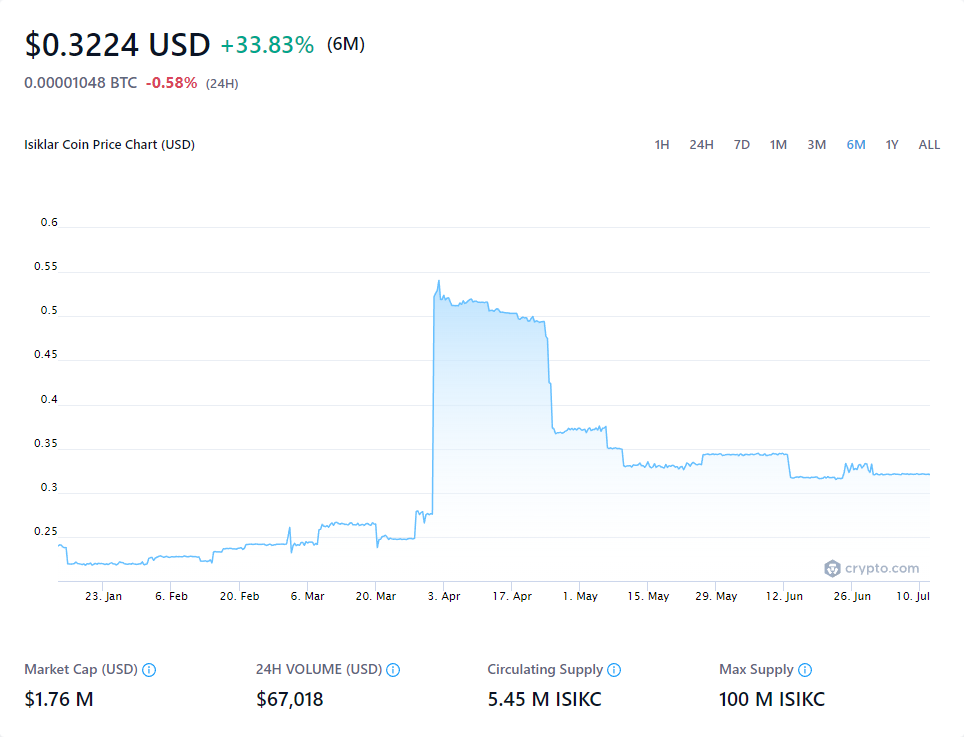 $0.3224 USD +33.83% (6M)
0.00001048 BTC -0.58% (24H)
Isiklar Coin Price Chart (USD) 1H 24H 7D 1M 3M 6M 1Y ALL
0.6
0.55
0.5
0.45
0.4
0.35
0.3
0.25
crypto.com
23. Jan 6. Feb 20. Feb 6. Mar 20. Mar 3. Apr 17. Apr 1. May 15. May 29. May 12. Jun 26. Jun 10. Jul
Market Cap (USD) 24H VOLUME (USD) Circulating Supply Max Supply
$1.76 M $67,018 5.45 M ISIKC 100 M ISIKC